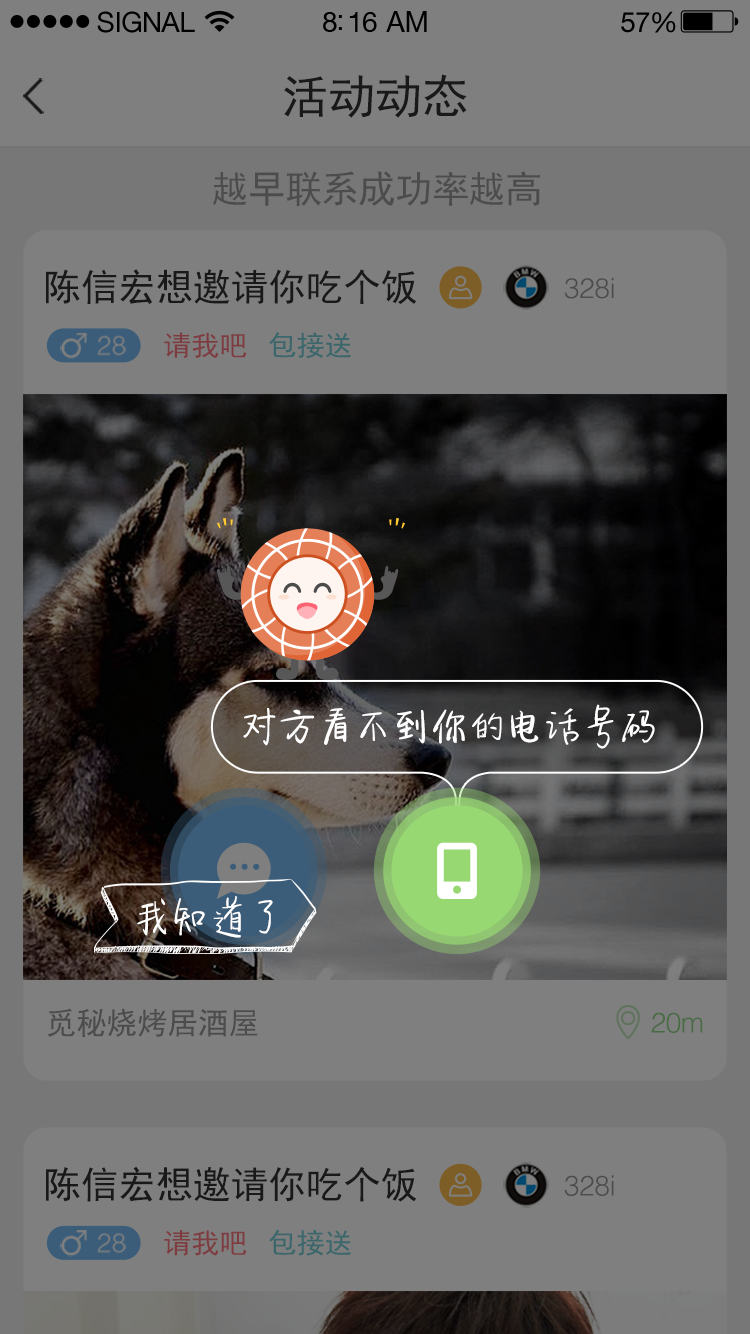 SIGNAL 8:16 AM 57%
活动动态
越早联系成功率越高
陈信宏想邀请你吃个饭 BMW 328i
28 请我吧 包接送
对方看不到你的电话号码
我知道了
觅秘烧烤居酒屋 20m
陈信宏想邀请你吃个饭 BMW 328i
28 请我吧 包接送